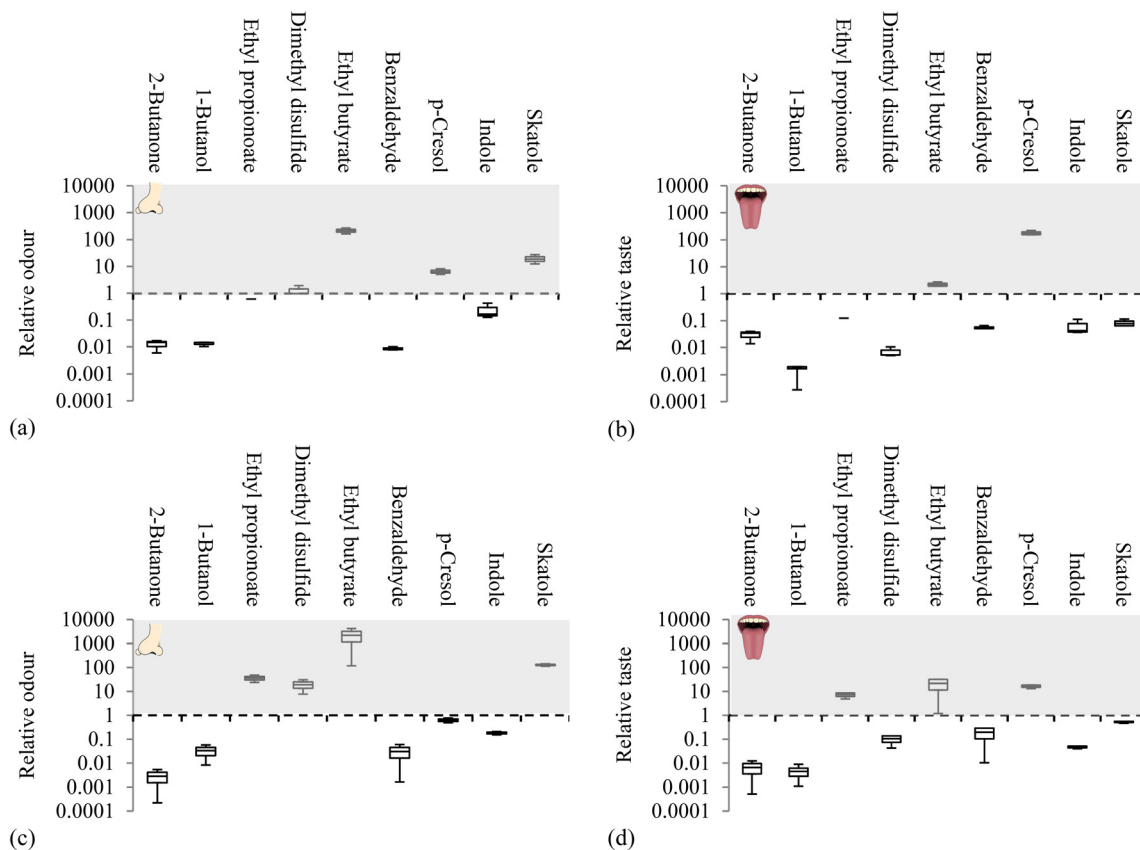 2-Butanone
1-Butanol
Ethyl propionoate
Dimethyl disulfide
Ethyl butyrate
Benzaldehyde
p-Cresol
Indole
Skatole
Relative odour
10000
1000
100
10
1
0.1
0.01
0.001
0.0001
(a)
2-Butanone
1-Butanol
Ethyl propionoate
Dimethyl disulfide
Ethyl butyrate
Benzaldehyde
p-Cresol
Indole
Skatole
Relative taste
10000
1000
100
10
1
0.1
0.01
0.001
0.0001
(b)
2-Butanone
1-Butanol
Ethyl propionoate
Dimethyl disulfide
Ethyl butyrate
Benzaldehyde
p-Cresol
Indole
Skatole
Relative odour
10000
1000
100
10
1
0.1
0.01
0.001
0.0001
(c)
2-Butanone
1-Butanol
Ethyl propionoate
Dimethyl disulfide
Ethyl butyrate
Benzaldehyde
p-Cresol
Indole
Skatole
Relative taste
10000
1000
100
10
1
0.1
0.01
0.001
0.0001
(d)